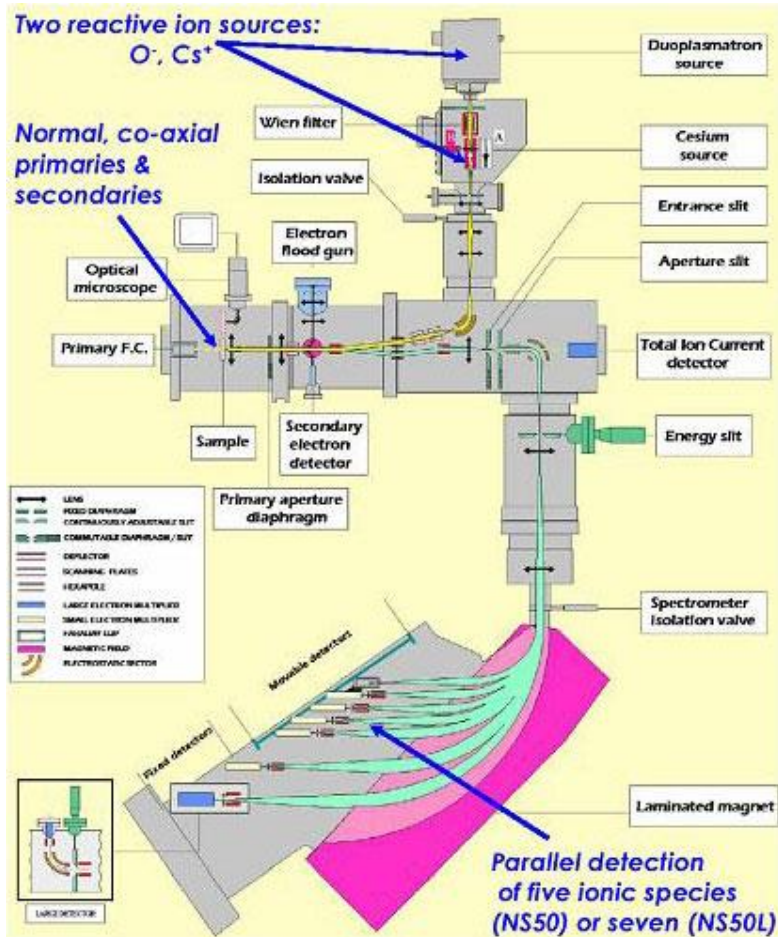 Two reactive ion sources:
O⁻, Cs⁺
Duoplasmatron
source
Wien filter
Cesium
source
Normal, co-axial
primaries &
secondaries
Isolation valve
Entrance slit
Electron
flood gun
Aperture slit
Optical
microscope
Primary F.C.
Total Ion Current
detector
Sample
Secondary
electron
detector
Energy slit
Primary aperture
diaphragm
LENS
FIXED DIAPHRAGM
CONTINUOUSLY ADJUSTABLE SLIT
COMMUTABLE DIAPHRAGM / SLIT
DEFLECTOR
SCANNING PLATES
HEXAPOLE
LARGE ELECTRON MULTIPLIER
SMALL ELECTRON MULTIPLIER
FARADAY CUP
MAGNETIC FIELD
ELECTROSTATIC SECTOR
Spectrometer
isolation valve
Movable detectors
Fixed detectors
Laminated magnet
Parallel detection
of five ionic species
(NS50) or seven (NS50L)
LARGE DETECTOR